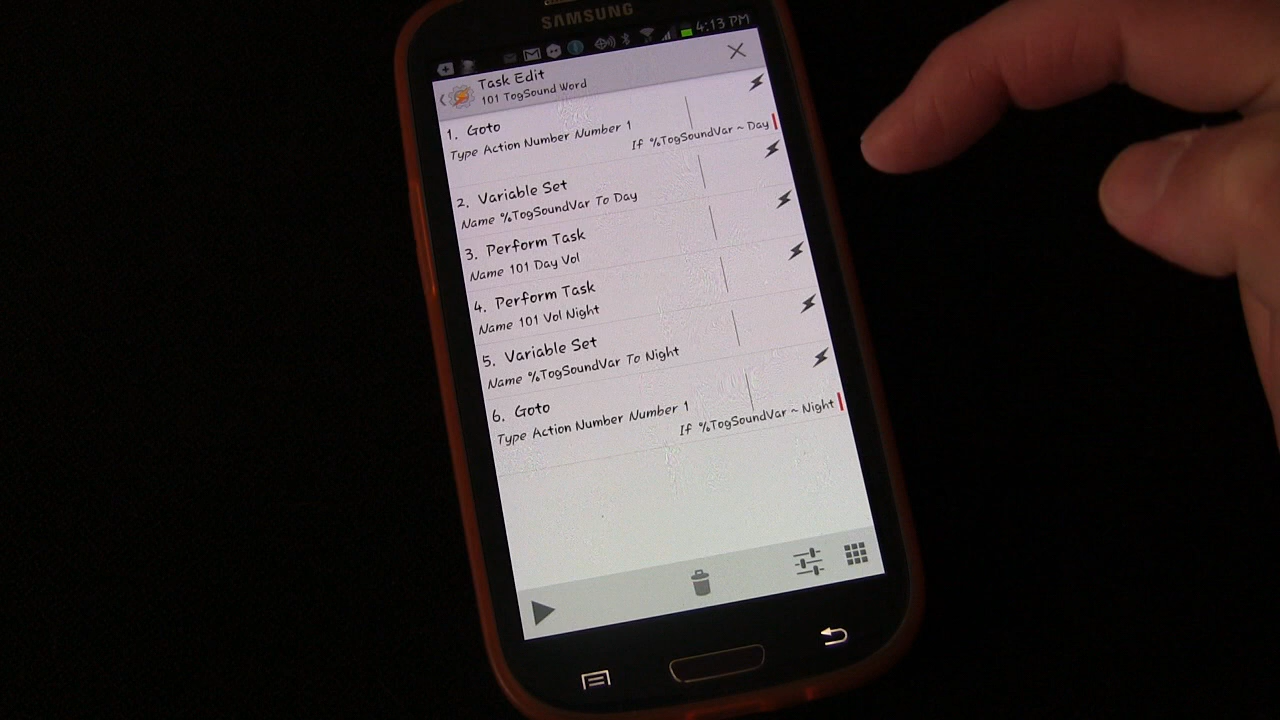 SAMSUNG
4:13 PM
Task Edit
101 TogSound Word
1. Goto
Type Action Number Number 1
If %TogSoundVar ~ Day
2. Variable Set
Name %TogSoundVar To Day
3. Perform Task
Name 101 Day Vol
4. Perform Task
Name 101 Vol Night
5. Variable Set
Name %TogSoundVar To Night
6. Goto
Type Action Number Number 1
If %TogSoundVar ~ Night